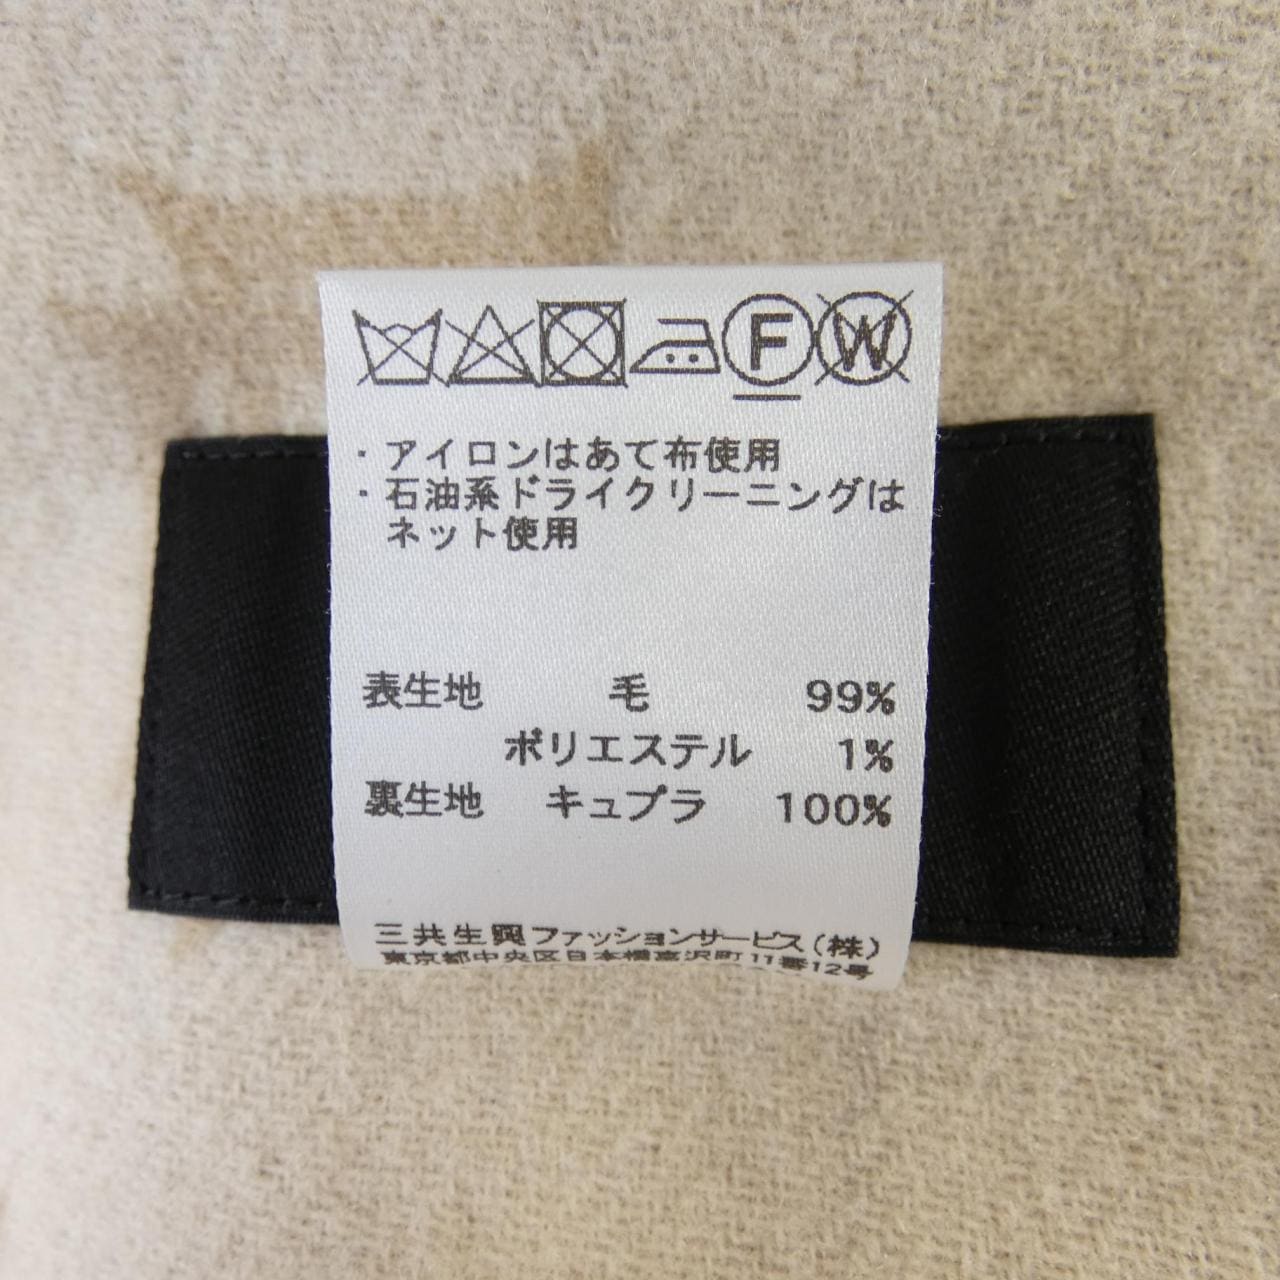 F W
・アイロンはあて布使用
・石油系ドライクリーニングは
ネット使用
表生地 毛 99%
ポリエステル 1%
裏生地 キュプラ 100%
三共生興ファッションサービス(株)
東京都中央区日本橋富沢町11番12号